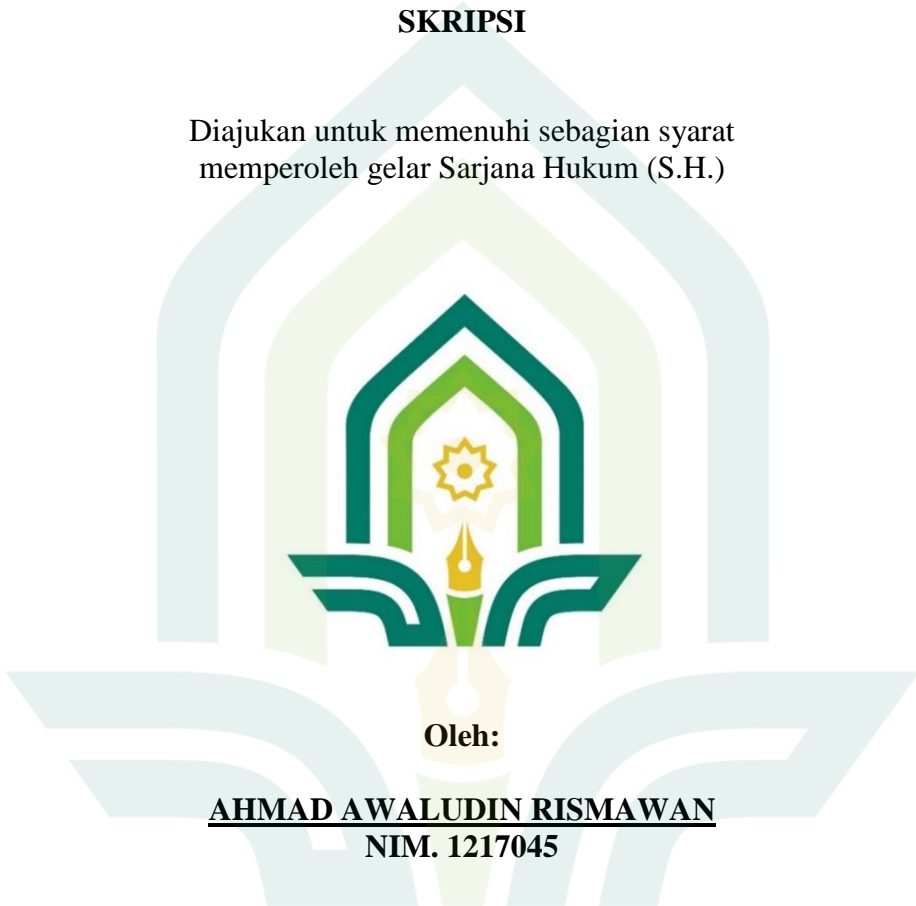 SKRIPSI
Diajukan untuk memenuhi sebagian syarat
memperoleh gelar Sarjana Hukum (S.H.)
Oleh:
AHMAD AWALUDIN RISMAWAN
NIM. 1217045